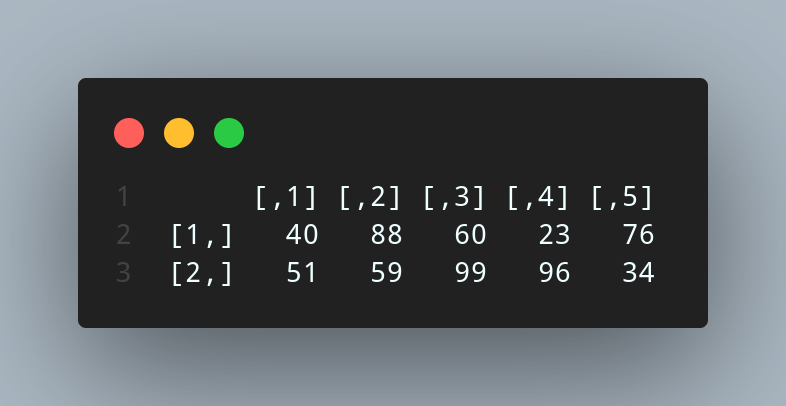 1 [,1] [,2] [,3] [,4] [,5]
2 [1,] 40 88 60 23 76
3 [2,] 51 59 99 96 34